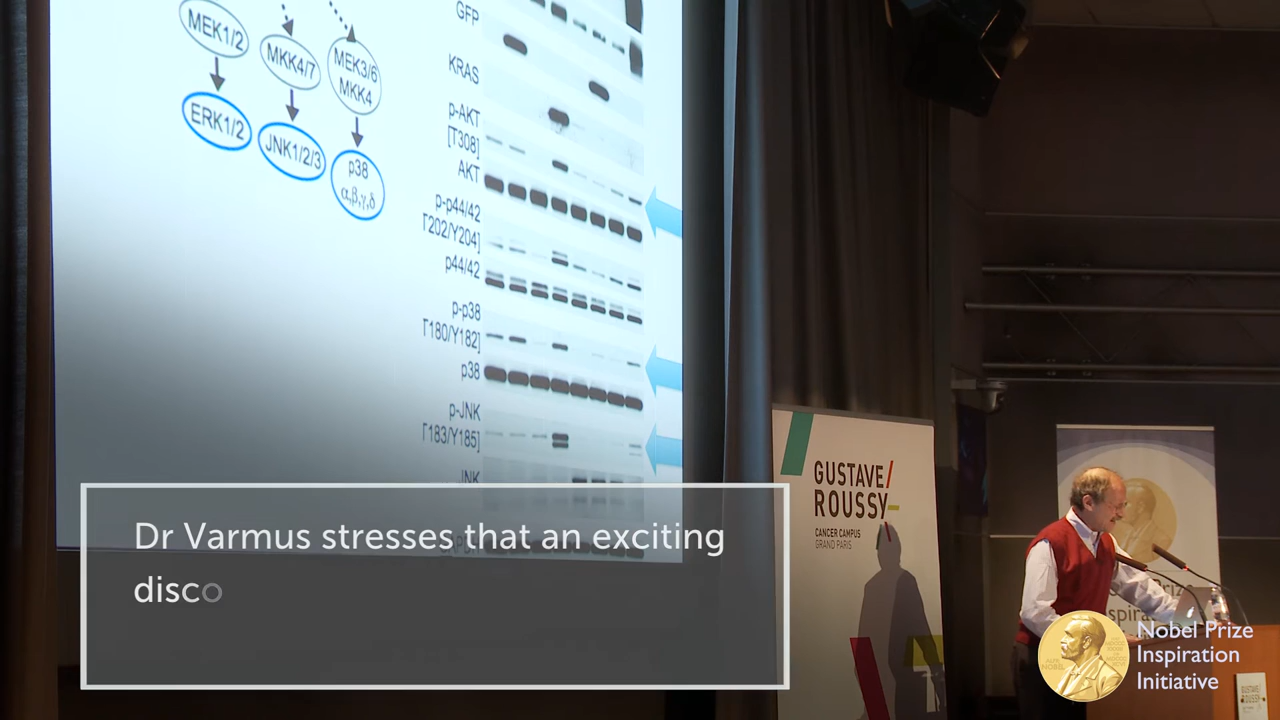 GFP
MEK1/2
MKK4/7
MEK3/6
MKK4
KRAS
ERK1/2
JNK1/2/3
p38
α,β,γ,δ
p-AKT
[T308]
AKT
p-p44/42
T202/Y204]
p44/42
p-p38
T180/Y182]
p38
p-JNK
T183/Y185]
JNK
Dr Varmus stresses that an exciting
disco
GUSTAVE/
ROUSSY
CANCER CAMPUS
GRAND PARIS
Nobel Prize
Inspiration
Initiative
GUSTAVE
ROUSSY